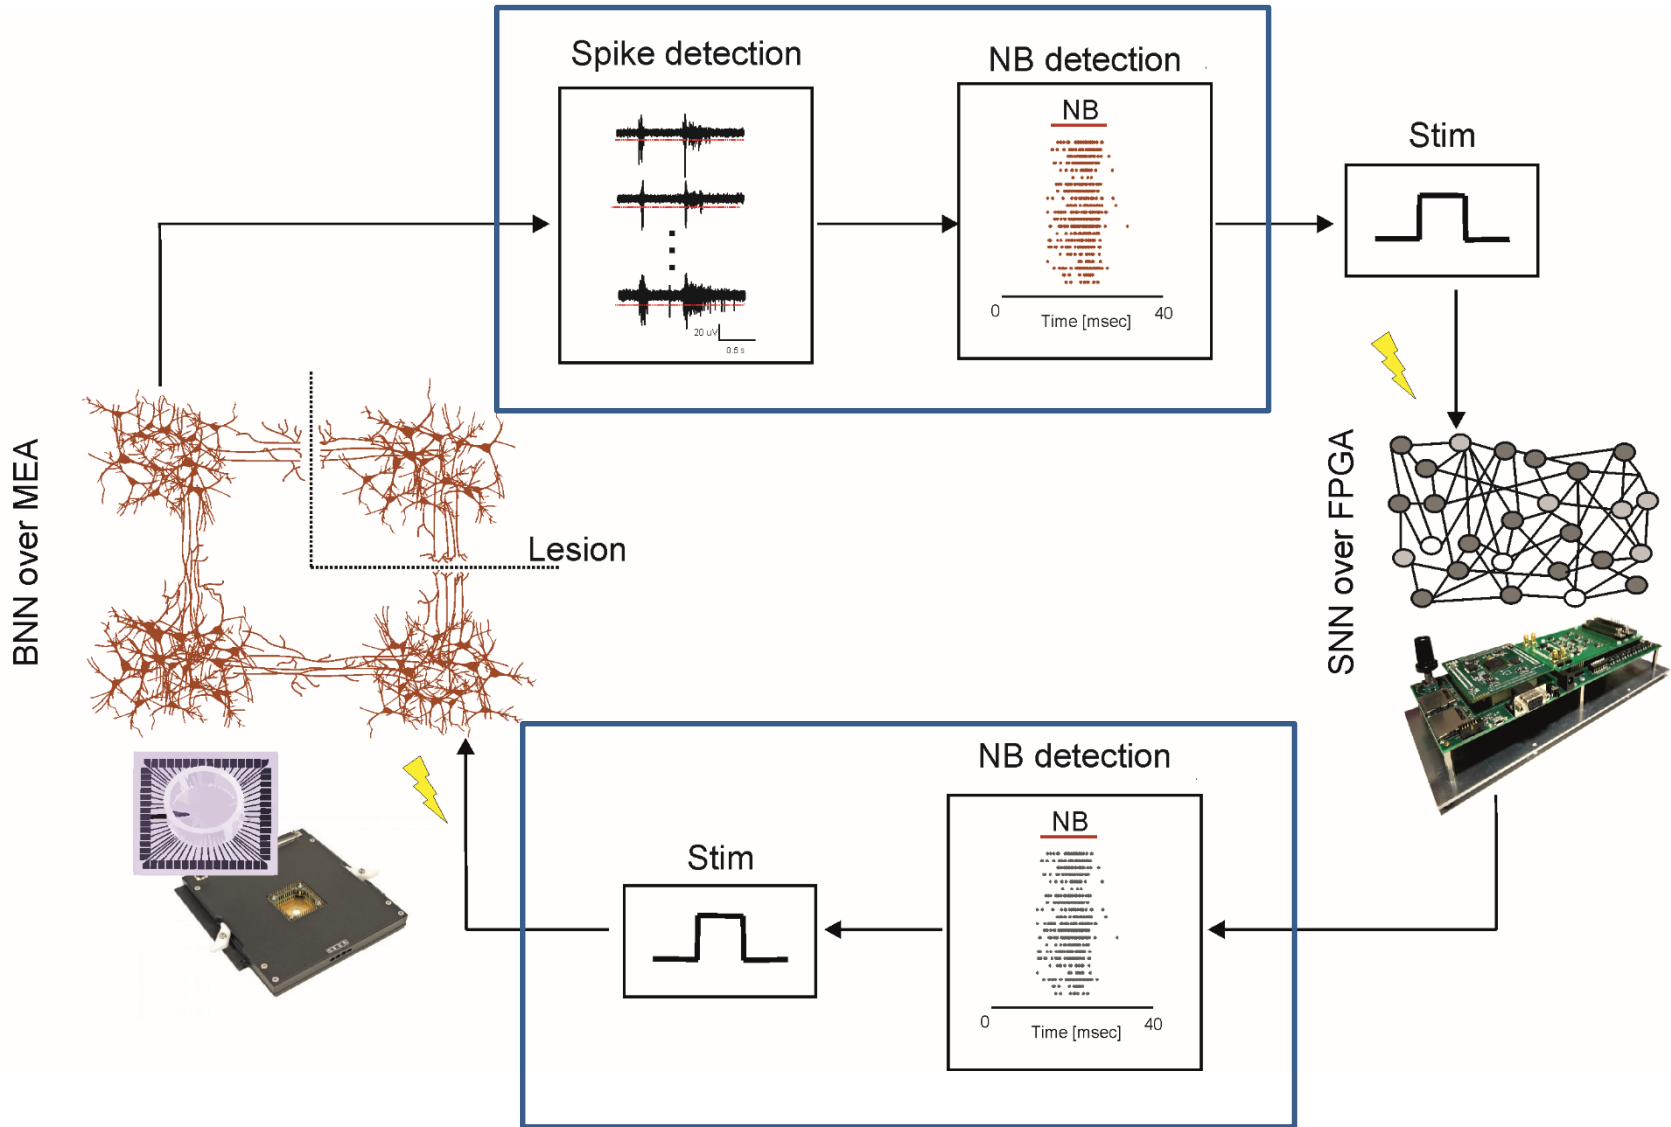 Spike detection
NB detection
NB
Stim
20 uV
0.5 s
0
40
Time [msec]
BNN over MEA
Lesion
SNN over FPGA
NB detection
NB
Stim
0
40
Time [msec]